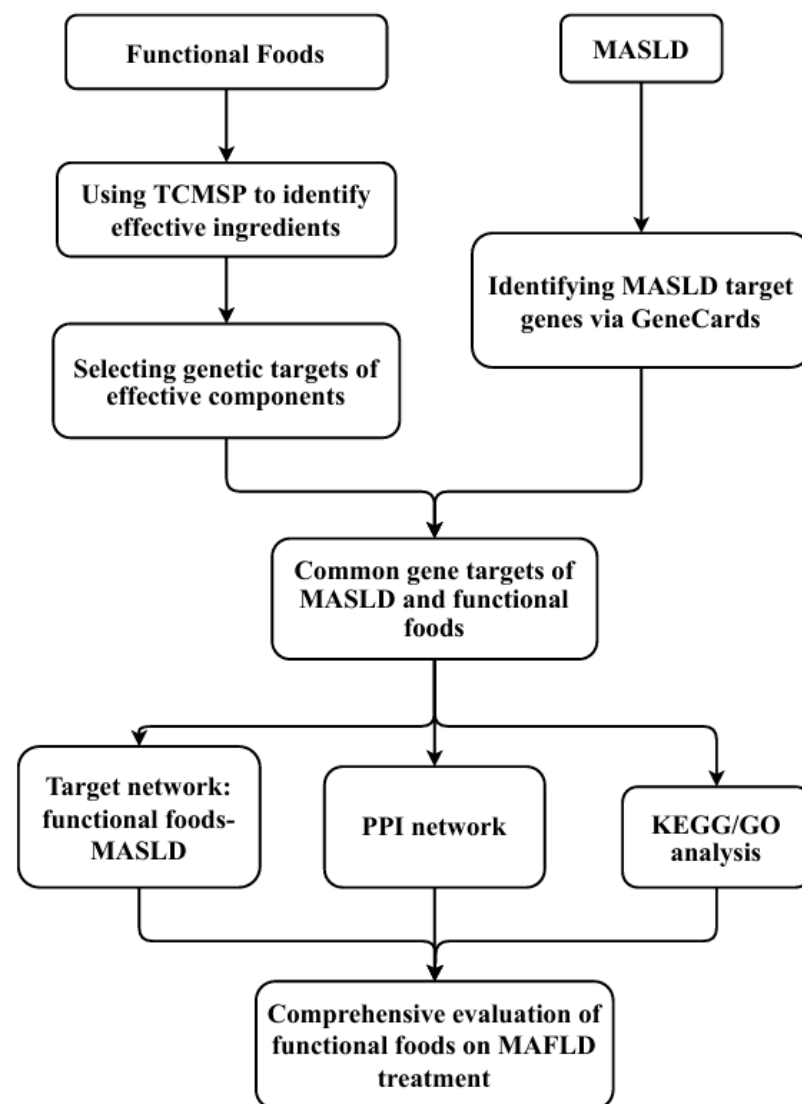 Functional Foods
MASLD
Using TCMSP to identify
effective ingredients
Identifying MASLD target
genes via GeneCards
Selecting genetic targets of
effective components
Common gene targets of
MASLD and functional
foods
Target network:
functional foods-
MASLD
PPI network
KEGG/GO
analysis
Comprehensive evaluation of
functional foods on MAFLD
treatment